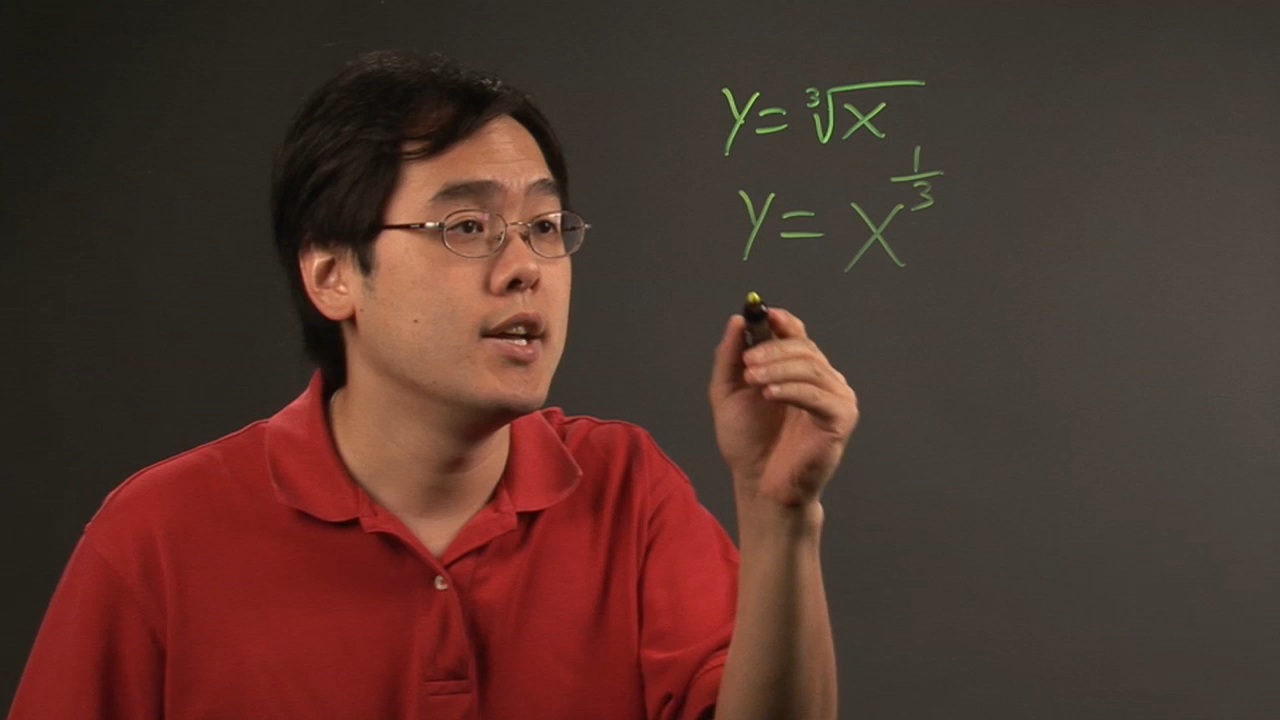 y = ∛x
y = x^(1/3)